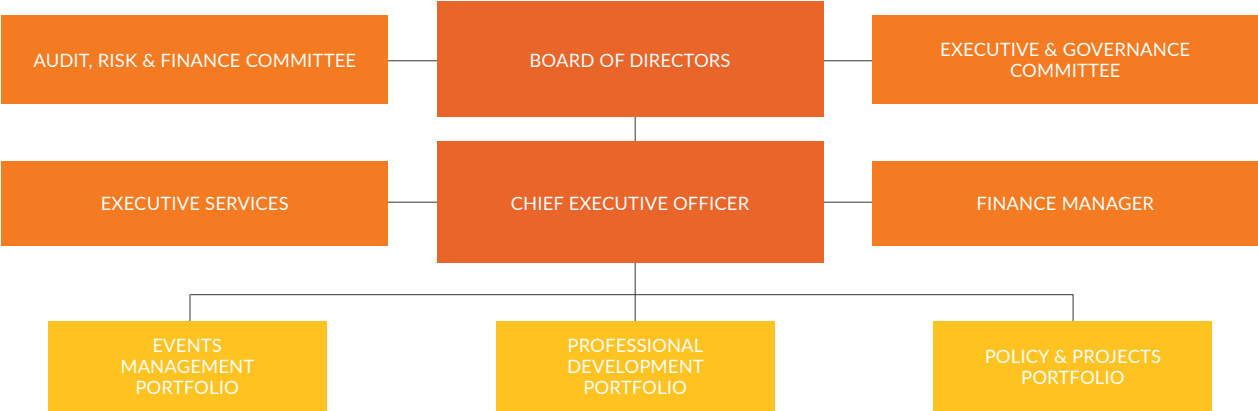 AUDIT, RISK & FINANCE COMMITTEE
BOARD OF DIRECTORS
EXECUTIVE & GOVERNANCE
COMMITTEE
EXECUTIVE SERVICES
CHIEF EXECUTIVE OFFICER
FINANCE MANAGER
EVENTS
MANAGEMENT
PORTFOLIO
PROFESSIONAL
DEVELOPMENT
PORTFOLIO
POLICY & PROJECTS
PORTFOLIO